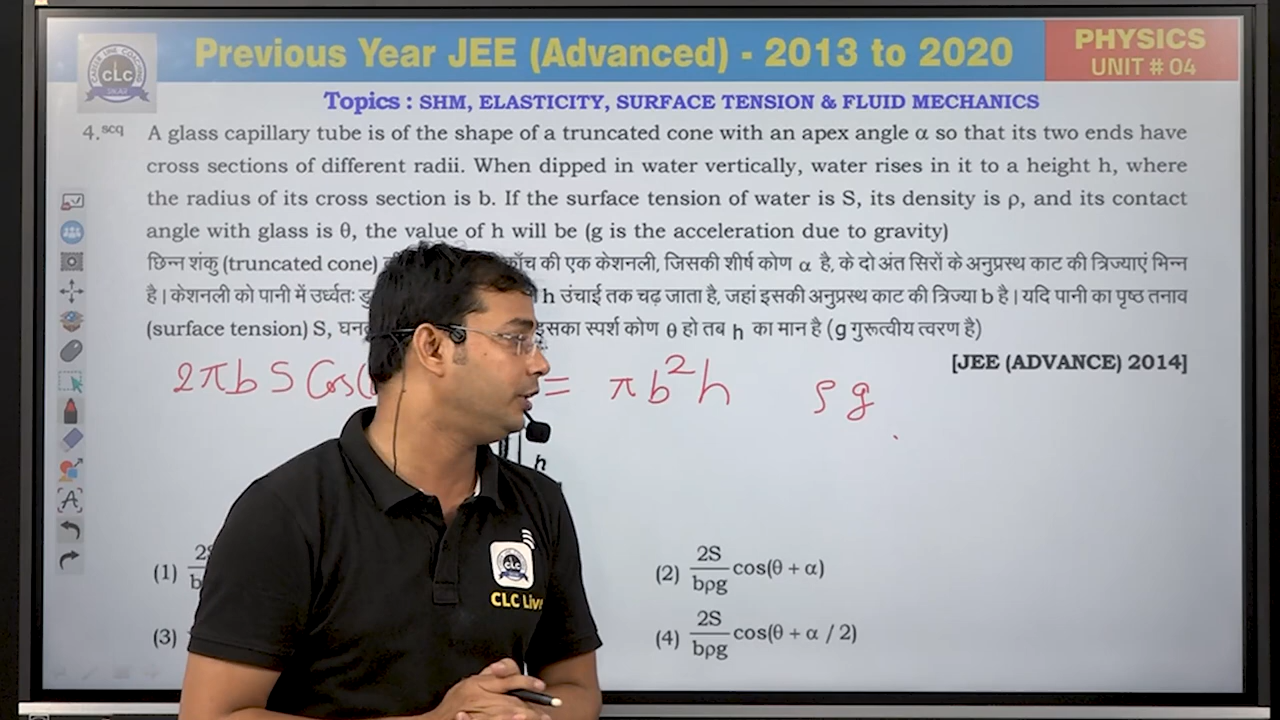 Previous Year JEE (Advanced) - 2013 to 2020
PHYSICS
UNIT # 04
CLC
Topics : SHM, ELASTICITY, SURFACE TENSION & FLUID MECHANICS
4.scq A glass capillary tube is of the shape of a truncated cone with an apex angle α so that its two ends have
cross sections of different radii. When dipped in water vertically, water rises in it to a height h, where
the radius of its cross section is b. If the surface tension of water is S, its density is ρ, and its contact
angle with glass is θ, the value of h will be (g is the acceleration due to gravity)
छिन्न शंकु (truncated cone) काँच की एक केशनली, जिसकी शीर्ष कोण α है, के दो अंत सिरों के अनुप्रस्थ काट की त्रिज्याएं भिन्न
है। केशनली को पानी में उर्ध्वतः h उंचाई तक चढ़ जाता है, जहां इसकी अनुप्रस्थ काट की त्रिज्या b है। यदि पानी का पृष्ठ तनाव
(surface tension) S, इसका स्पर्श कोण θ हो तब h का मान है (g गुरूत्वीय त्वरण है)
[JEE (ADVANCE) 2014]
2πb S Cos( = πb²h ρg
h
(1)
(2) 2S/bρg cos(θ + α)
(3)
(4) 2S/bρg cos(θ + α / 2)
CLC
CLC Live